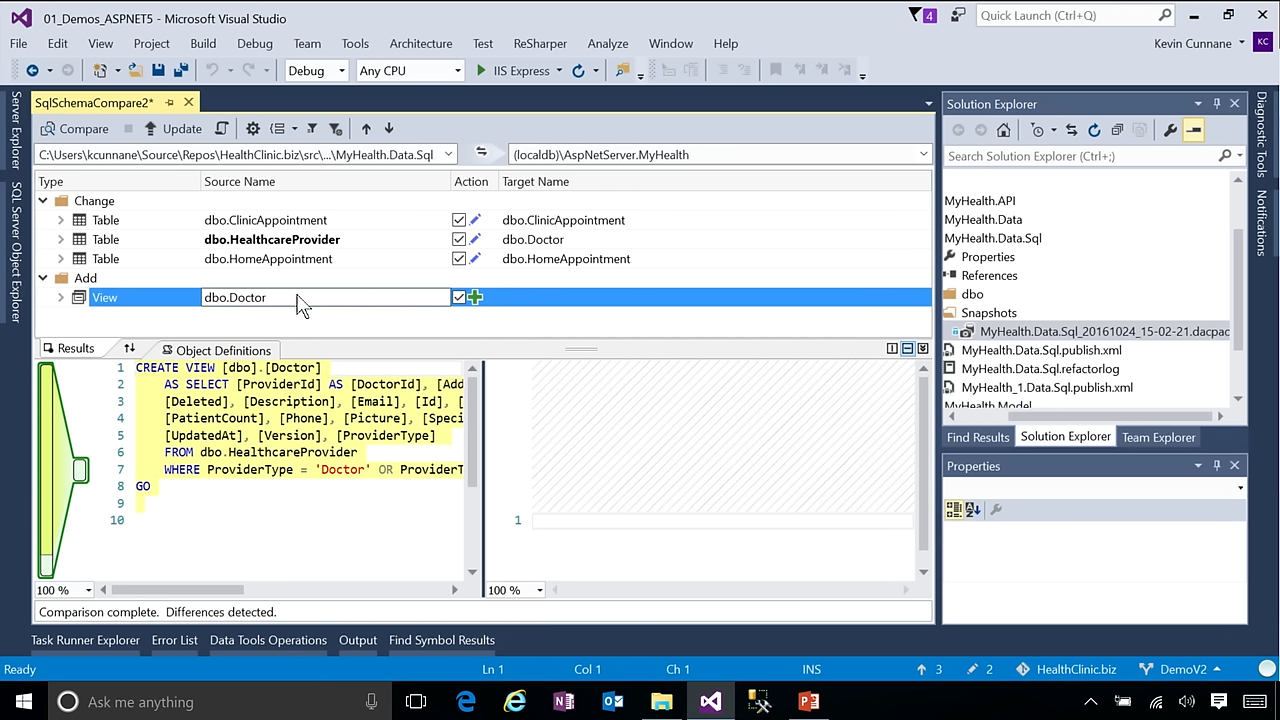 01_Demos_ASPNET5 - Microsoft Visual Studio
4
Quick Launch (Ctrl+Q)
File Edit View Project Build Debug Team Tools Architecture Test ReSharper Analyze Window Help
Kevin Cunnane
KC
Debug Any CPU IIS Express
Server Explorer
SQL Server Object Explorer
SqlSchemaCompare2*
Compare Update
C:\Users\kcunnane\Source\Repos\HealthClinic.biz\src\...\MyHealth.Data.Sql
(localdb)\AspNetServer.MyHealth
Type Source Name Action Target Name
Change
Table dbo.ClinicAppointment dbo.ClinicAppointment
Table dbo.HealthcareProvider dbo.Doctor
Table dbo.HomeAppointment dbo.HomeAppointment
Add
View dbo.Doctor
Results Object Definitions
1 CREATE VIEW [dbo].[Doctor]
2 AS SELECT [ProviderId] AS [DoctorId], [Add
3 [Deleted], [Description], [Email], [Id], [
4 [PatientCount], [Phone], [Picture], [Speci
5 [UpdatedAt], [Version], [ProviderType]
6 FROM dbo.HealthcareProvider
7 WHERE ProviderType = 'Doctor' OR ProviderT
8 GO
9
10
1
100 %
100 %
Comparison complete. Differences detected.
Solution Explorer
Search Solution Explorer (Ctrl+;)
MyHealth.API
MyHealth.Data
MyHealth.Data.Sql
Properties
References
dbo
Snapshots
MyHealth.Data.Sql_20161024_15-02-21.dacpac
MyHealth.Data.Sql.publish.xml
MyHealth.Data.Sql.refactorlog
MyHealth_1.Data.Sql.publish.xml
MyHealth.Model
Find Results Solution Explorer Team Explorer
Properties
Diagnostic Tools
Notifications
Task Runner Explorer Error List Data Tools Operations Output Find Symbol Results
Ready Ln 1 Col 1 Ch 1 INS 3 2 HealthClinic.biz DemoV2
Ask me anything